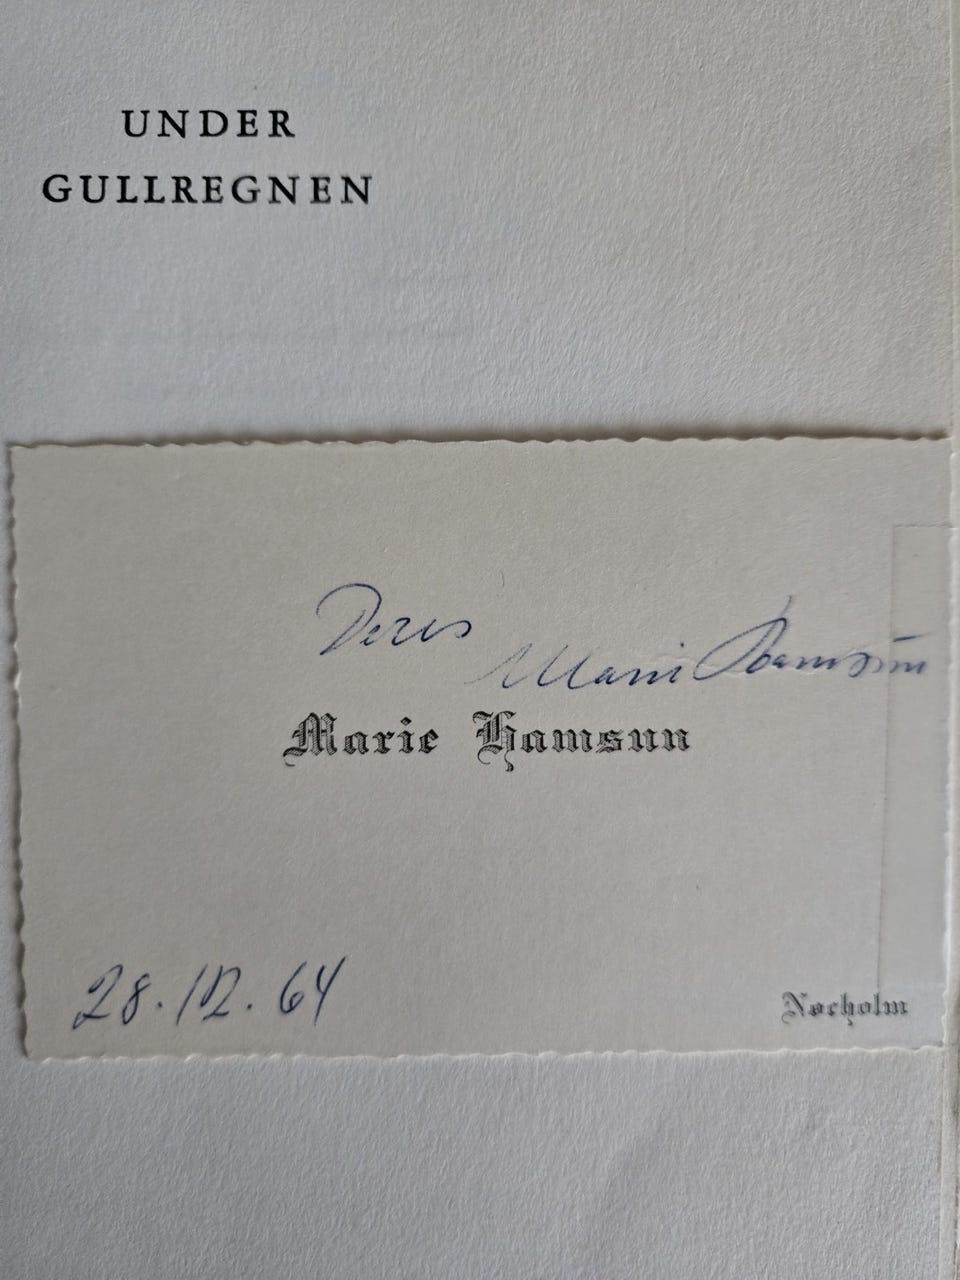 UNDER
GULLREGNEN
Deres
Marie Hamsun
Marie Hamsun
28.12.64
Nørholm